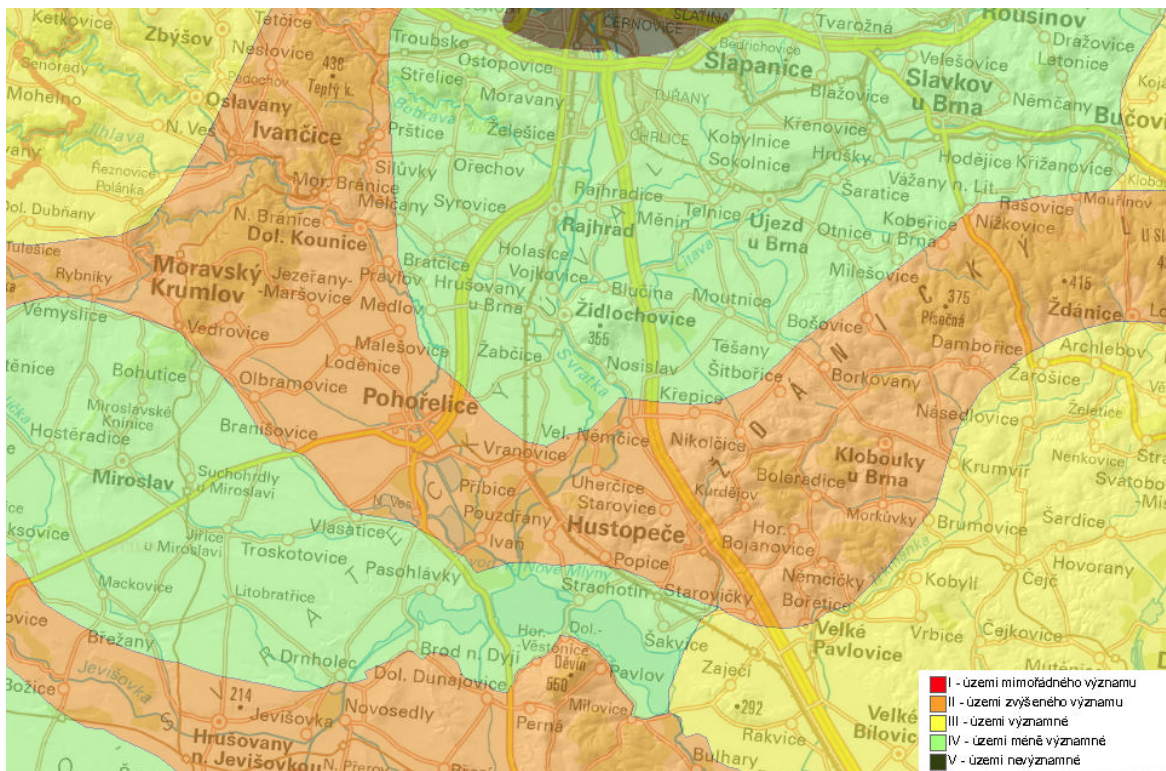 Ketkovice
Zbýšov
Tetčice
Neslovice
Senorady
Mohelno
Padochov
438
Teplý k.
Oslavany
N. Ves
Ivančice
Jihlava
Řeznovice
Polánka
Dol. Dubňany
Mor. Bránice
N. Bránice
Dol. Kounice
Tulešice
Rybníky
Moravský
Krumlov
Jezeřany-
Maršovice
Vémyslice
Vedrovice
Troubsko
Ostopovice
Střelice
Moravany
Bobrava
Prštice
Želešice
Silůvky
Ořechov
Mělčany
Syrovice
Bratčice
Pravlov
Medlov
Hrušovany
u Brna
Holasice
Vojkovice
Rajhrad
Rajhradice
ČERNOVICE
SLATINA
TUŘANY
CHRLICE
Bedřichovice
Šlapanice
Tvarožná
Rousínov
Velešovice
Dražovice
Letonice
Slavkov
u Brna
Blažovice
Němčany
Bučovic
Kobylnice
Křenovice
Sokolnice
Hrušky
Hodějice
Křižanovice
Šaratice
Vážany n. Lit.
Telnice
Měnín
Újezd
u Brna
Otnice
Kobeřice
u Brna
Rašovice
Mouřínov
Nížkovice
Milešovice
Litava
Blučina
Moutnice
Židlochovice
355
Bošovice
375
Písečná
415
Ždánice
Těšany
Šitbořice
Nosislav
Žabčice
Svratka
Malešovice
Loděnice
Olbramovice
Pohořelice
Bohutice
Miroslavské
Knínice
Hostěradice
Branišovice
Miroslav
Suchohrdly
u Miroslavi
Křepice
Borkovany
Dambořice
Archlebov
Žarošice
Násedlovice
Želetice
Nenkovice
Vel. Němčice
Nikolčice
Klobouky
u Brna
Krumvíř
Vranovice
Uherčice
Starovice
Kurdějov
Boleradice
Morkůvky
Brumovice
Šardice
Přibice
Pouzdřany
Ivaň
Hustopeče
Popice
Hor.
Bojanovice
Němčičky
Bořetice
Kobylí
Čejč
Hovorany
Vlasatice
Jiřice
u Miroslavi
Troskotovice
Pasohlávky
Nové Mlýny
Strachotín
Starovičky
Velké
Pavlovice
Vrbice
Čejkovice
Mackovice
Litobratřice
Břežany
Drnholec
Brod n. Dyjí
Hor.-
Věstonice
Dol.-
Šakvice
Zaječí
Děvín
550
Pavlov
Božice
Jevišovka
214
Jevišovka
Dol. Dunajovice
Novosedly
Perná
Milovice
292
Rakvice
Velké
Bílovic
Hrušovany
n. Jevišovkou
N. Přerov
Bulhary
I - území mimořádného významu
II - území zvýšeného významu
III - území významné
IV - území méně významné
V - území nevýznamné